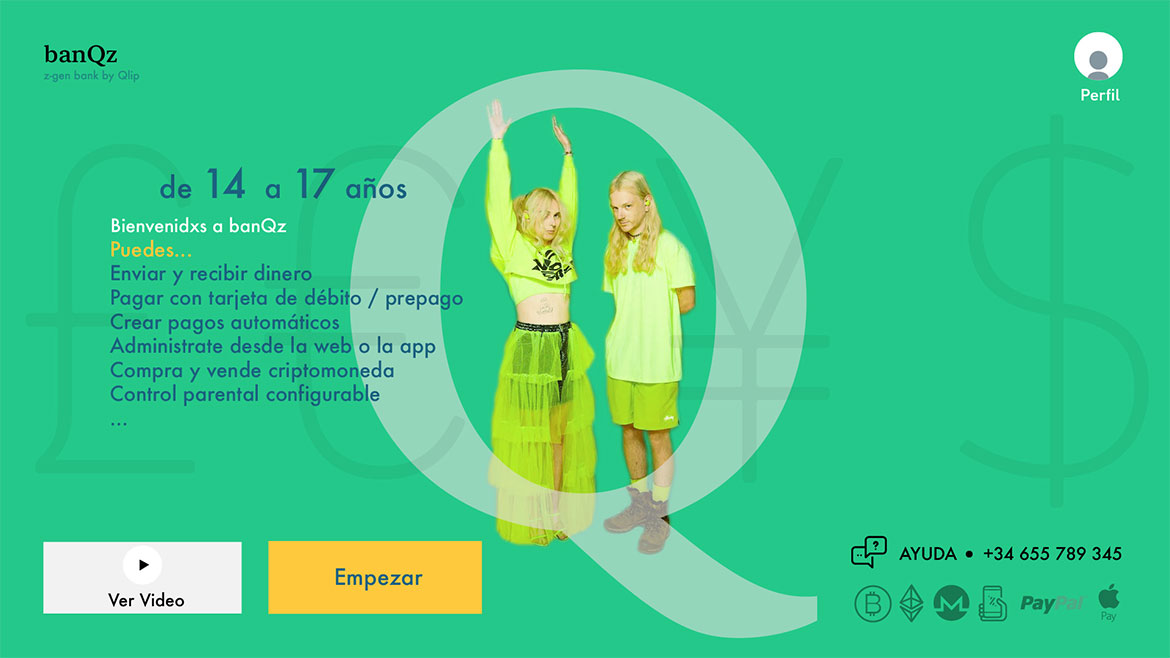 banQz
z-gen bank by Qlip
Perfil
£ € ¥ $
Q
de 14 a 17 años
Bienvenidxs a banQz
Puedes...
Enviar y recibir dinero
Pagar con tarjeta de débito / prepago
Crear pagos automáticos
Administrate desde la web o la app
Compra y vende criptomoneda
Control parental configurable
...
Ver Video
Empezar
AYUDA • +34 655 789 345
PayPal
Pay